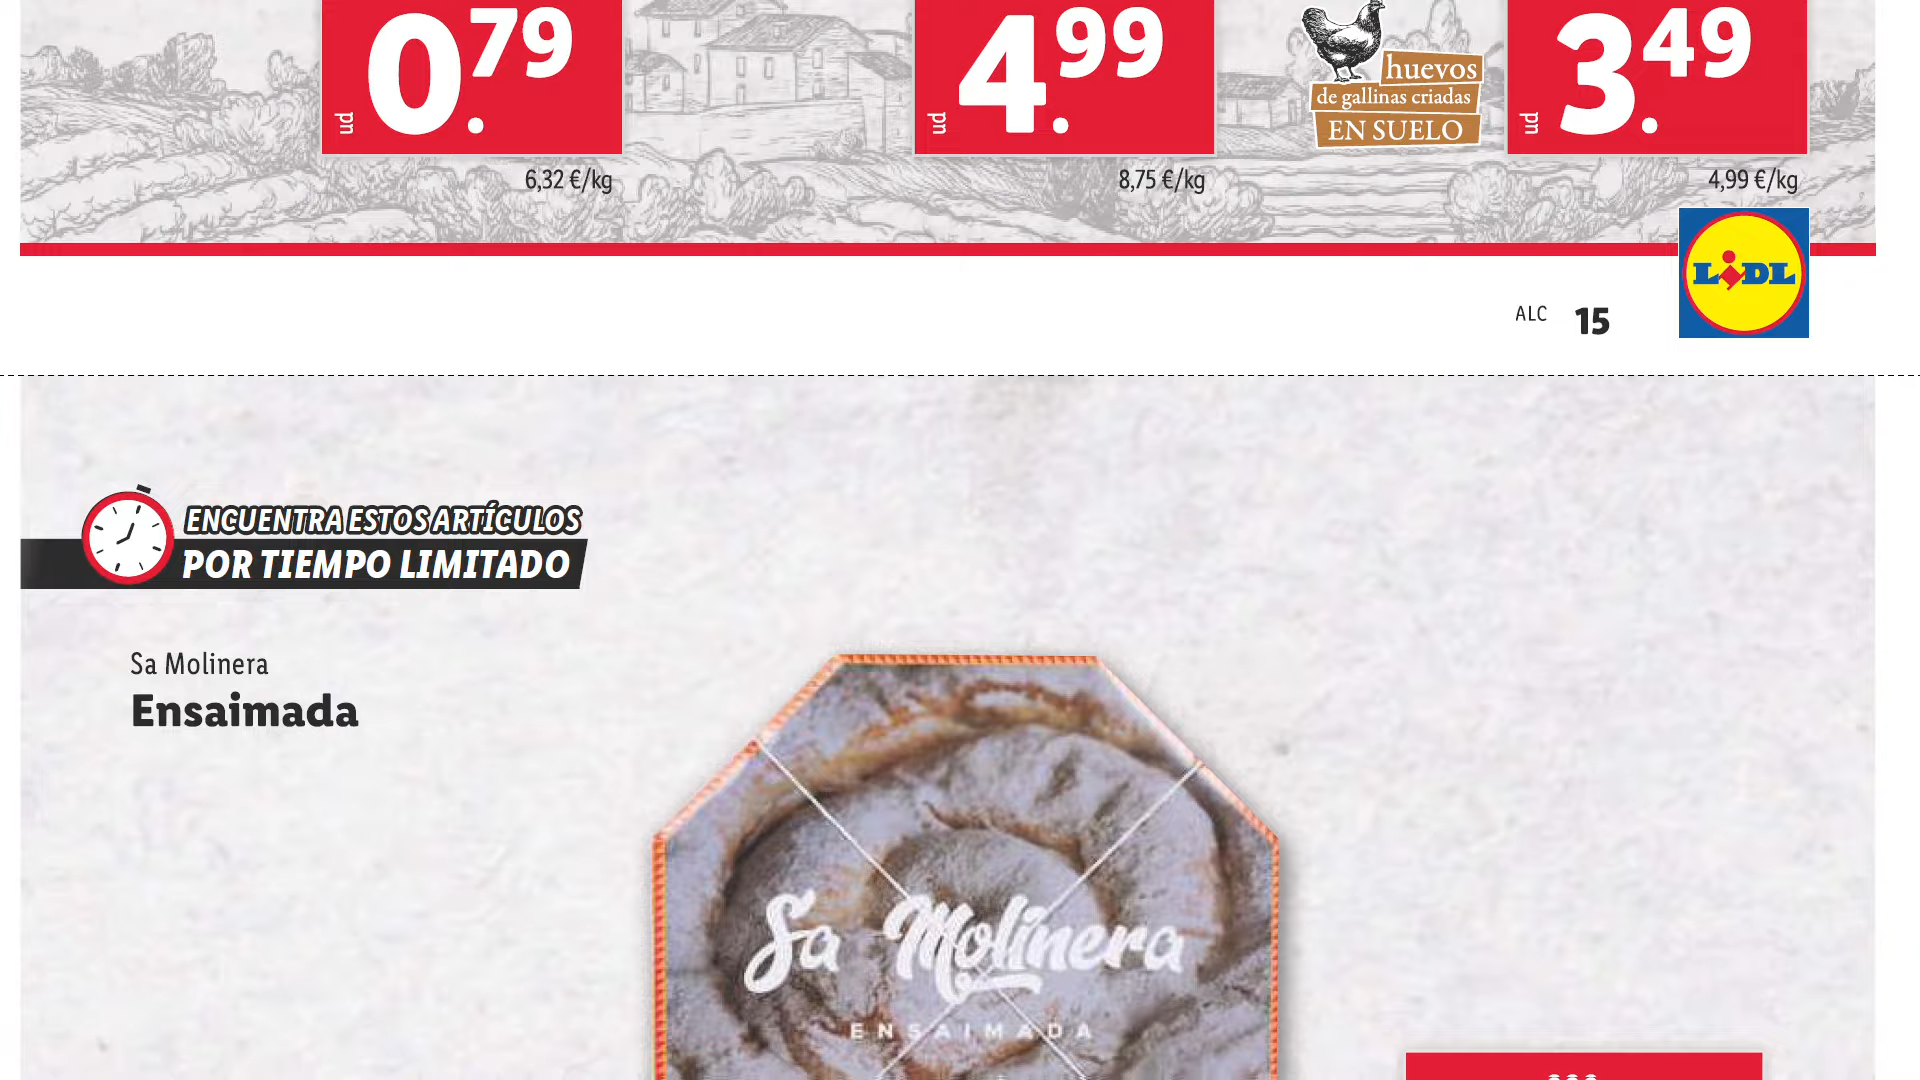 ud 0.79
6,32 €/kg
ud 4.99
8,75 €/kg
huevos
de gallinas criadas
EN SUELO
ud 3.49
4,99 €/kg
LIDL
ALC 15
ENCUENTRA ESTOS ARTÍCULOS
POR TIEMPO LIMITADO
Sa Molinera
Ensaimada
Sa Molinera
ENSAIMADA